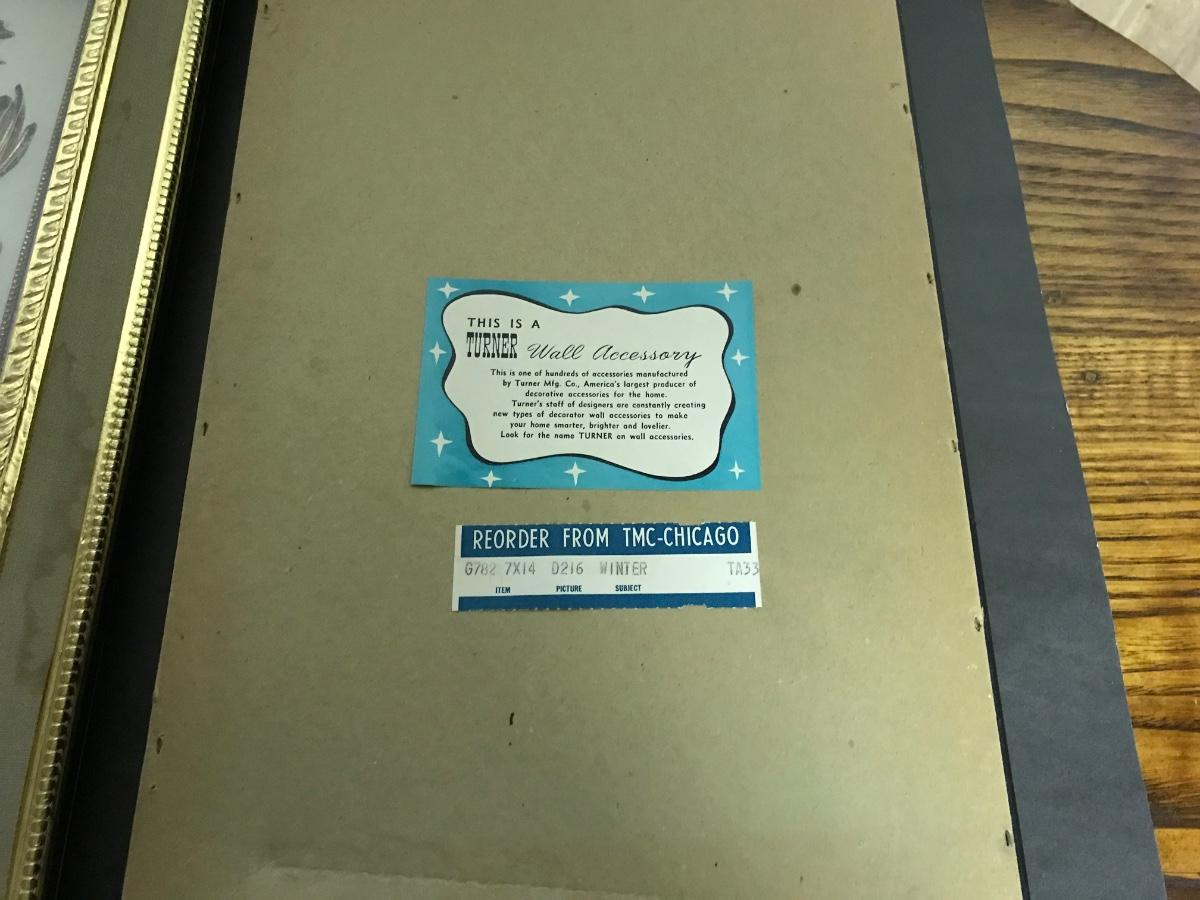 THIS IS A
TURNER Wall Accessory
This is one of hundreds of accessories manufactured
by Turner Mfg. Co., America's largest producer of
decorative accessories for the home.
Turner's staff of designers are constantly creating
new types of decorator wall accessories to make
your home smarter, brighter and lovelier.
Look for the name TURNER on wall accessories.
REORDER FROM TMC-CHICAGO
G782 7X14 D216 WINTER TA33
ITEM PICTURE SUBJECT